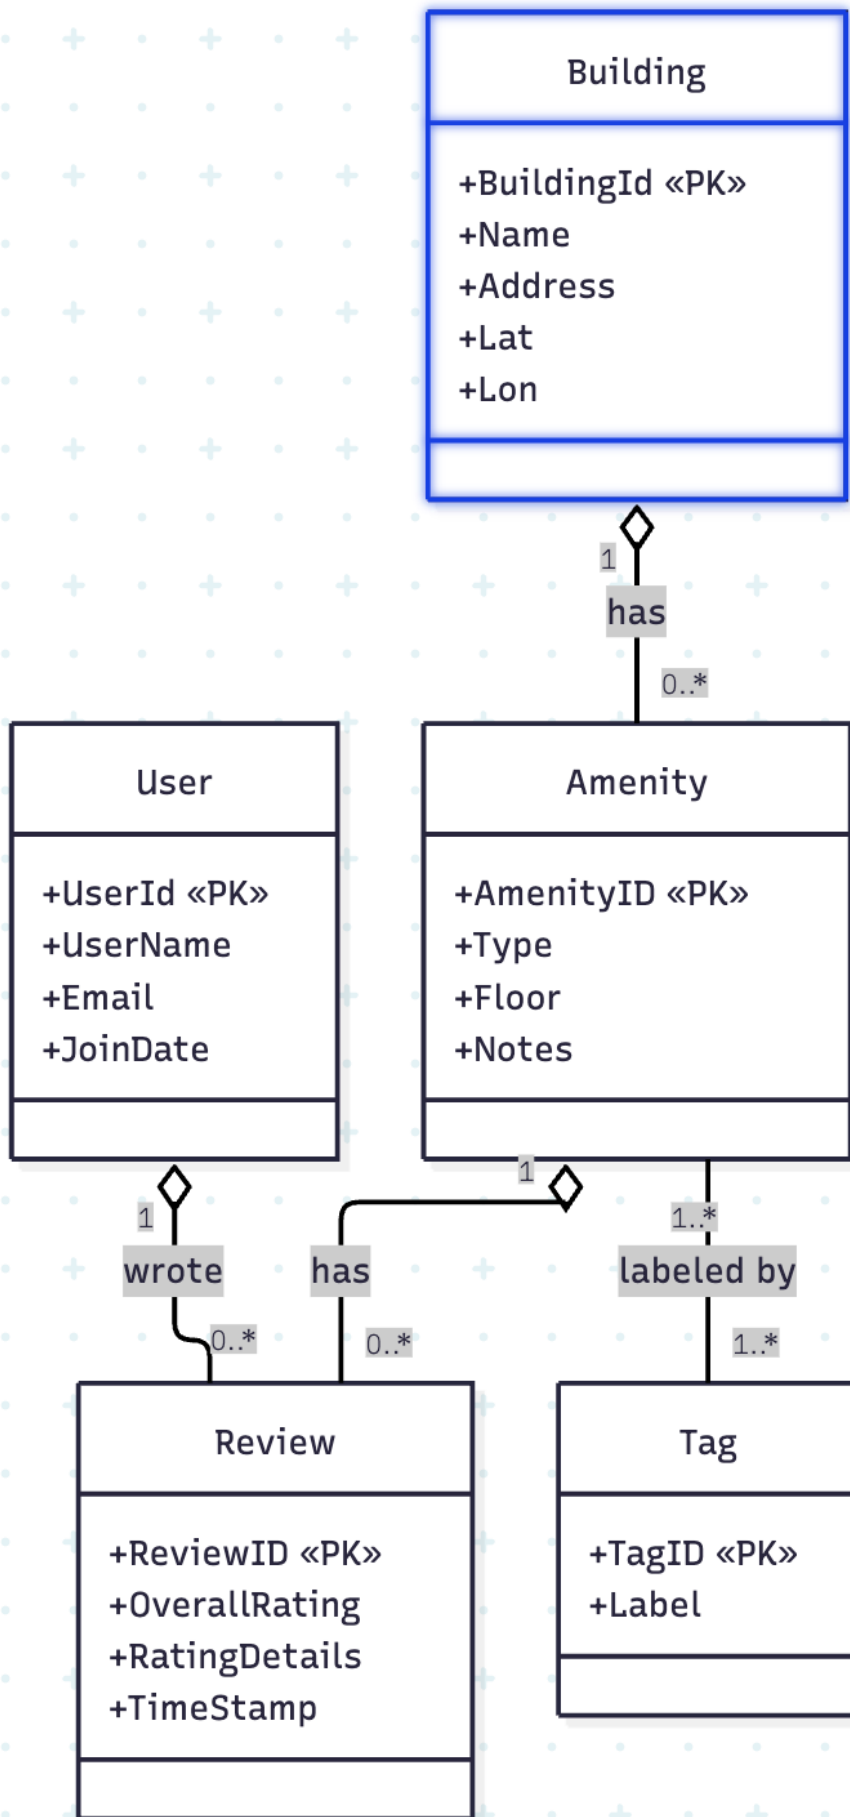 Building
+BuildingId «PK»
+Name
+Address
+Lat
+Lon
1
has
0..*
User
+UserId «PK»
+UserName
+Email
+JoinDate
Amenity
+AmenityID «PK»
+Type
+Floor
+Notes
1
wrote
0..*
1
has
0..*
1..*
labeled by
1..*
Review
+ReviewID «PK»
+OverallRating
+RatingDetails
+TimeStamp
Tag
+TagID «PK»
+Label